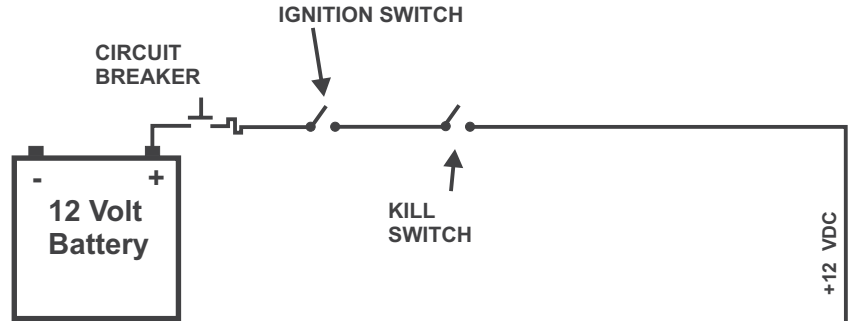 IGNITION SWITCH
CIRCUIT
BREAKER
- +
12 Volt
Battery
KILL
SWITCH
+12 VDC